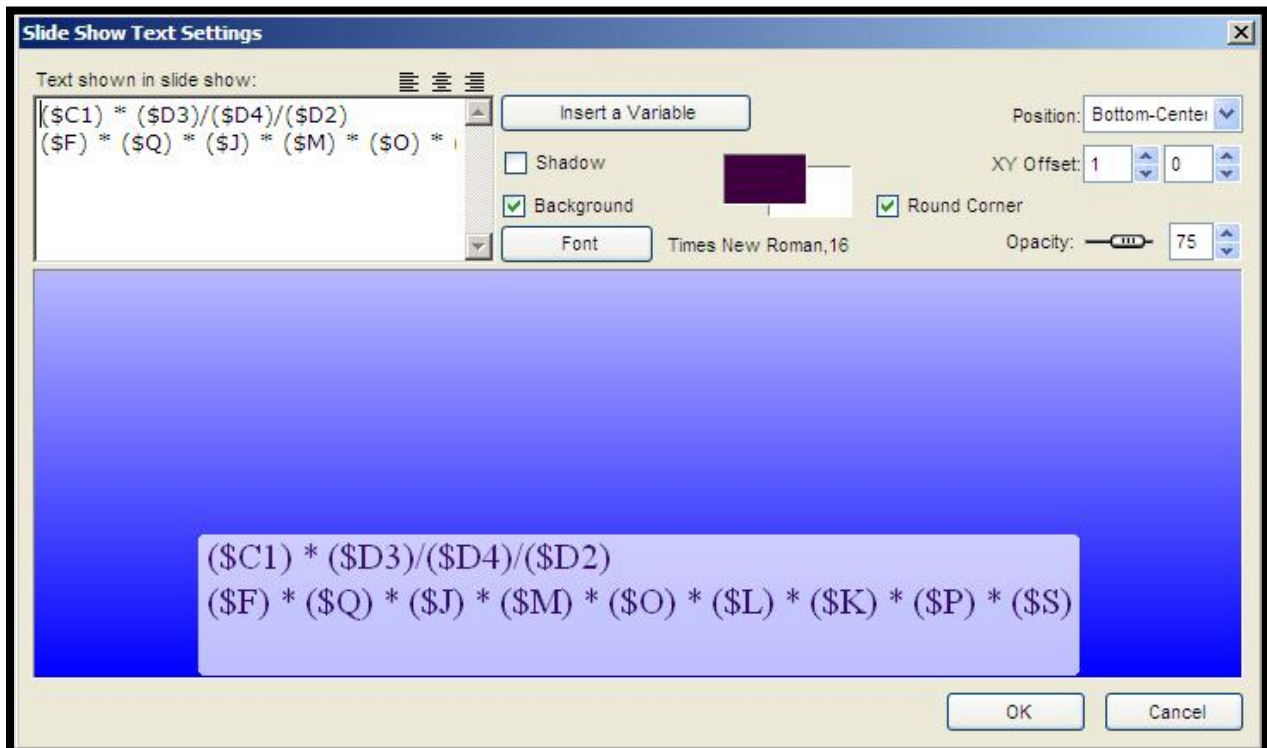 Slide Show Text Settings
Text shown in slide show:
($C1) * ($D3)/($D4)/($D2)
($F) * ($Q) * ($J) * ($M) * ($O) * (
Insert a Variable
Position: Bottom-Center
Shadow
XY Offset: 1 0
Background
Round Corner
Font
Times New Roman,16
Opacity: 75
($C1) * ($D3)/($D4)/($D2)
($F) * ($Q) * ($J) * ($M) * ($O) * ($L) * ($K) * ($P) * ($S)
OK
Cancel